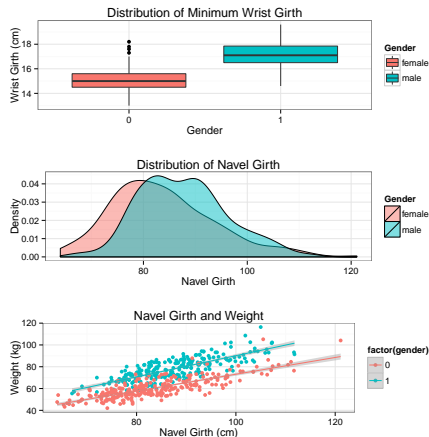 Distribution of Minimum Wrist Girth
Wrist Girth (cm)
18
16
14
0
1
Gender
Gender
female
male
Distribution of Navel Girth
Density
0.04
0.03
0.02
0.01
0.00
80
100
120
Navel Girth
Gender
female
male
Navel Girth and Weight
Weight (kg)
120
100
80
60
40
80
100
120
Navel Girth (cm)
factor(gender)
0
1